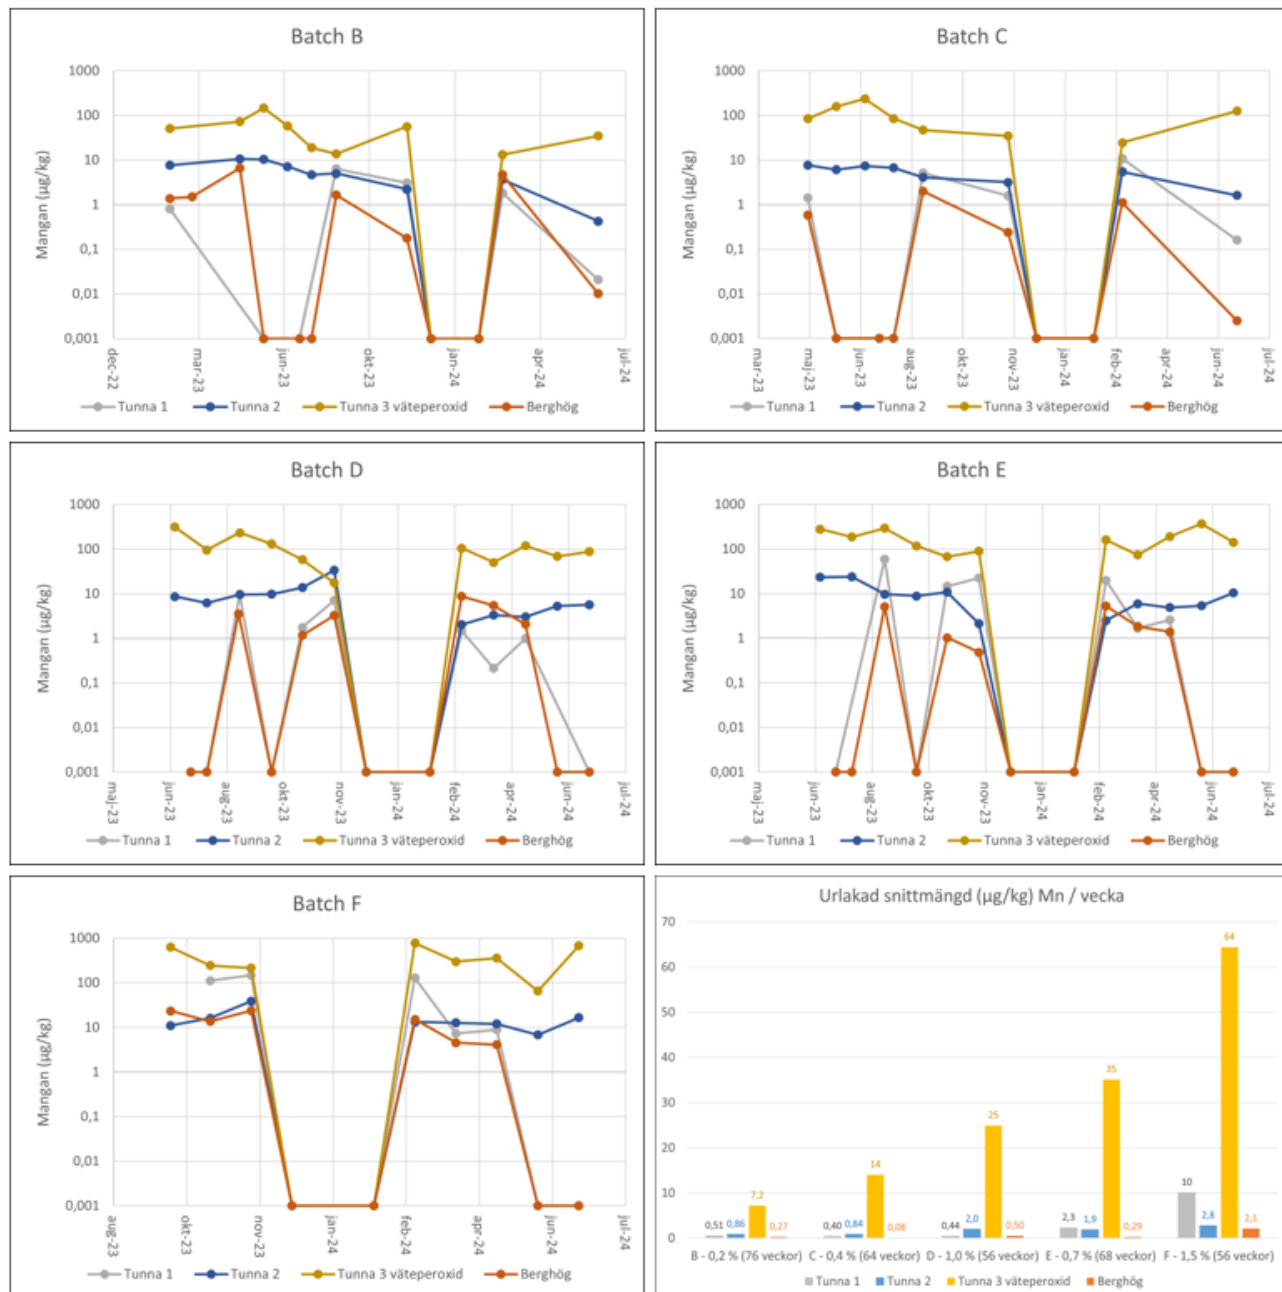 Batch B
Mangan (µg/kg)
1000
100
10
1
0,1
0,01
0,001
dec-22
mar-23
jun-23
okt-23
jan-24
apr-24
jul-24
Tunna 1 Tunna 2 Tunna 3 väteperoxid Berghög
Batch C
Mangan (µg/kg)
1000
100
10
1
0,1
0,01
0,001
mar-23
maj-23
jun-23
aug-23
okt-23
nov-23
jan-24
feb-24
apr-24
jun-24
jul-24
Tunna 1 Tunna 2 Tunna 3 väteperoxid Berghög
Batch D
Mangan (µg/kg)
1000
100
10
1
0,1
0,01
0,001
maj-23
jun-23
aug-23
okt-23
nov-23
jan-24
feb-24
apr-24
jun-24
jul-24
Tunna 1 Tunna 2 Tunna 3 väteperoxid Berghög
Batch E
Mangan (µg/kg)
1000
100
10
1
0,1
0,01
0,001
maj-23
jun-23
aug-23
okt-23
nov-23
jan-24
feb-24
apr-24
jun-24
jul-24
Tunna 1 Tunna 2 Tunna 3 väteperoxid Berghög
Batch F
Mangan (µg/kg)
1000
100
10
1
0,1
0,01
0,001
aug-23
okt-23
nov-23
jan-24
feb-24
apr-24
jun-24
jul-24
Tunna 1 Tunna 2 Tunna 3 väteperoxid Berghög
Urlakad snittmängd (µg/kg) Mn / vecka
70
60
50
40
30
20
10
0
0,51 0,86 7,2 0,27
0,40 0,84 14 0,08
0,44 2,0 25 0,50
2,3 1,9 35 0,29
10 2,8 64 2,1
B - 0,2 % (76 veckor) C - 0,4 % (64 veckor) D - 1,0 % (56 veckor) E - 0,7 % (68 veckor) F - 1,5 % (56 veckor)
Tunna 1 Tunna 2 Tunna 3 väteperoxid Berghög